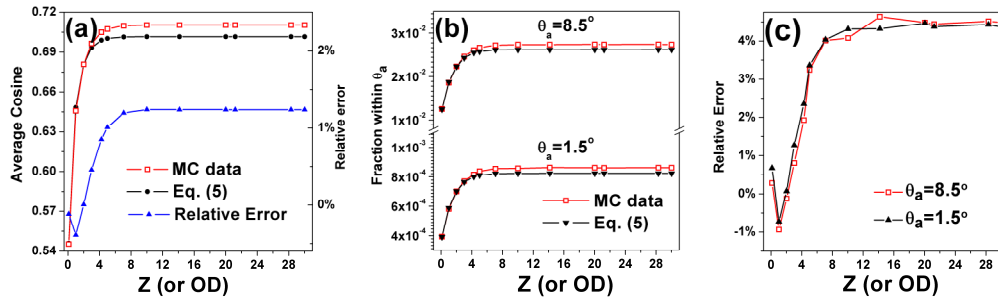 (a)
0.72
0.69
0.66
0.63
0.60
0.57
0.54
Average Cosine
2%
1%
0%
Relative error
MC data
Eq. (5)
Relative Error
0 4 8 12 16 20 24 28
Z (or OD)
(b)
θa=8.5o
3x10-2
2x10-2
1x10-2
θa=1.5o
1x10-3
8x10-4
6x10-4
4x10-4
Fraction within θa
MC data
Eq. (5)
0 4 8 12 16 20 24 28
Z (or OD)
(c)
4%
3%
2%
1%
0%
-1%
Relative Error
θa=8.5o
θa=1.5o
0 4 8 12 16 20 24 28
Z (or OD)